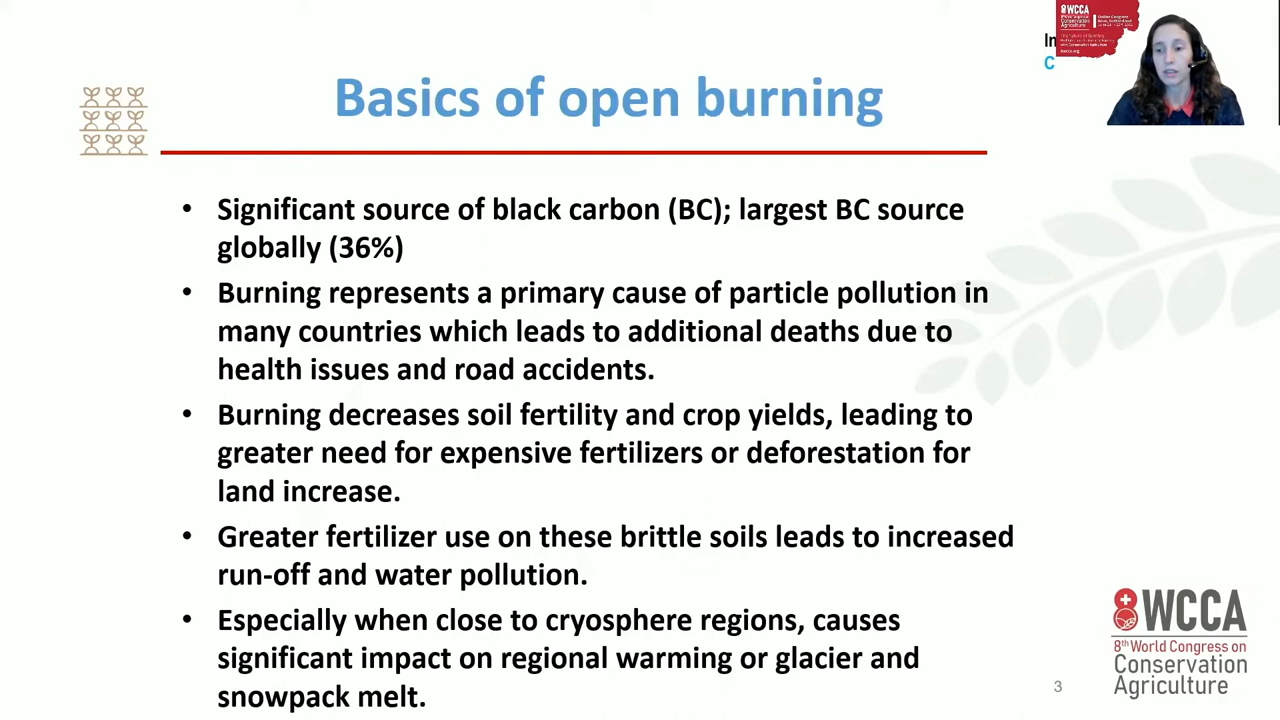 Basics of open burning
In
C
8WCCA
• Significant source of black carbon (BC); largest BC source
globally (36%)
• Burning represents a primary cause of particle pollution in
many countries which leads to additional deaths due to
health issues and road accidents.
• Burning decreases soil fertility and crop yields, leading to
greater need for expensive fertilizers or deforestation for
land increase.
• Greater fertilizer use on these brittle soils leads to increased
run-off and water pollution.
• Especially when close to cryosphere regions, causes
significant impact on regional warming or glacier and
snowpack melt.
3
8WCCA
8th World Congress on
Conservation
Agriculture